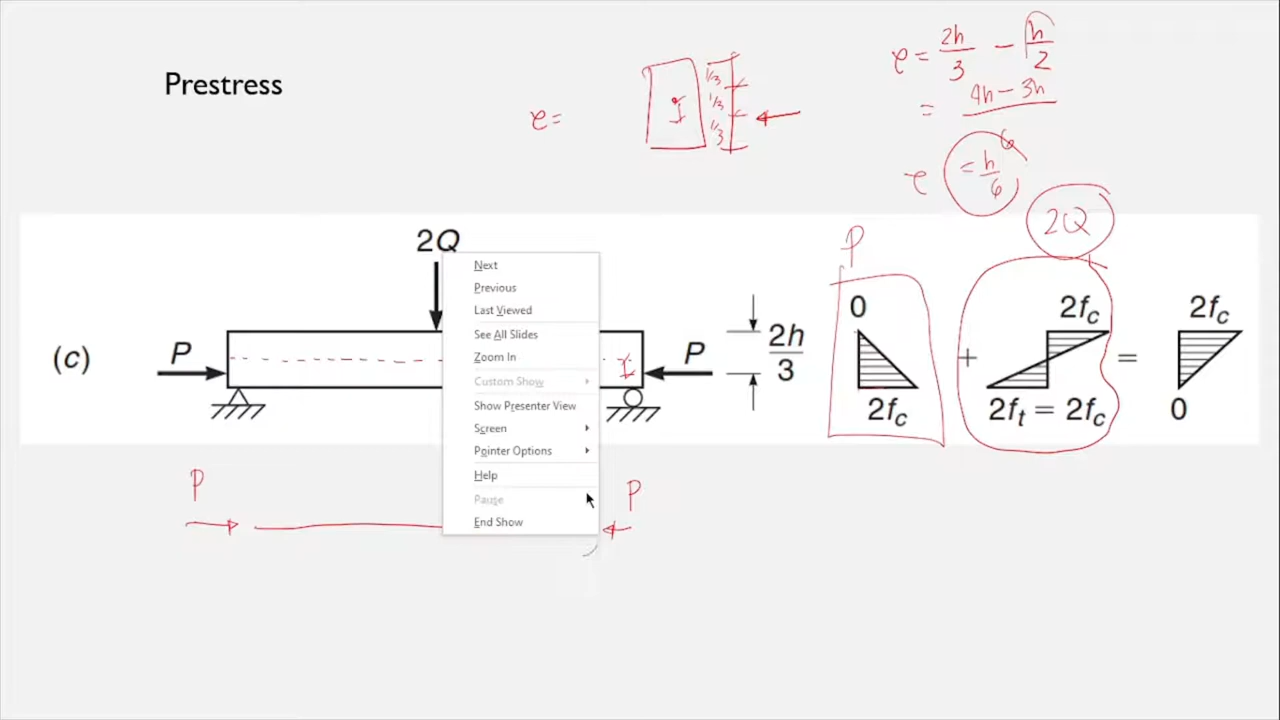 Prestress
e =
I
1/3
1/3
1/3
e = 2h/3 - h/2
= 4h - 3h
6
e = h/6
2Q
P
2Q
(c)
P
P
I
2h/3
0
2fc
+
2fc
2ft = 2fc
=
2fc
0
Next
Previous
Last Viewed
See All Slides
Zoom In
Custom Show
Show Presenter View
Screen
Pointer Options
Help
Pause
End Show
P
P